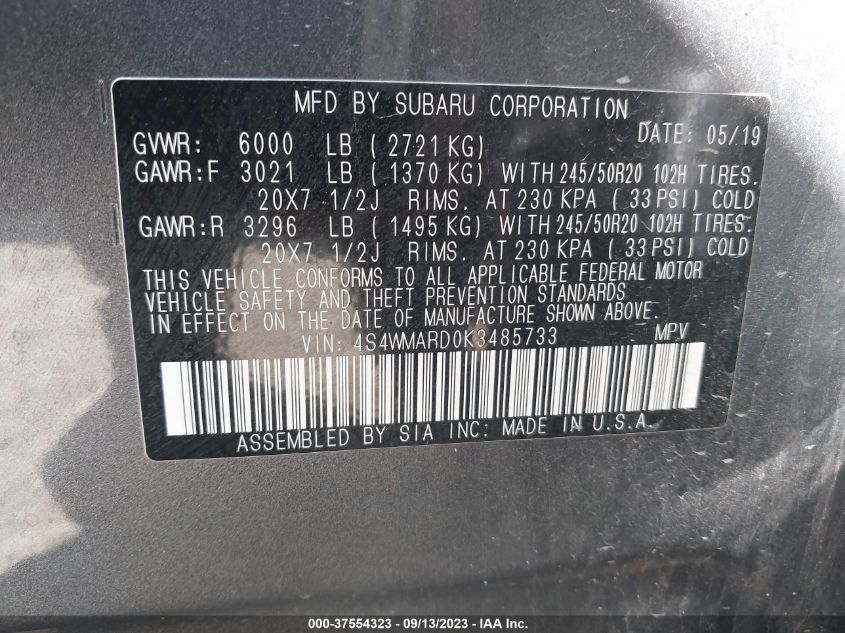 MFD BY SUBARU CORPORATION
DATE: 05/19
GVWR: 6000 LB ( 2721 KG)
GAWR:F 3021 LB ( 1370 KG) WITH 245/50R20 102H TIRES.
20X7 1/2J RIMS. AT 230 KPA ( 33 PSI) COLD
GAWR:R 3296 LB ( 1495 KG) WITH 245/50R20 102H TIRES.
20X7 1/2J RIMS. AT 230 KPA ( 33 PSI) COLD
THIS VEHICLE CONFORMS TO ALL APPLICABLE FEDERAL MOTOR
VEHICLE SAFETY AND THEFT PREVENTION STANDARDS
IN EFFECT ON THE DATE OF MANUFACTURE SHOWN ABOVE.
VIN: 4S4WMARD0K3485733 MPV
ASSEMBLED BY SIA INC: MADE IN U.S.A.
000-37554323 - 09/13/2023 - IAA Inc.